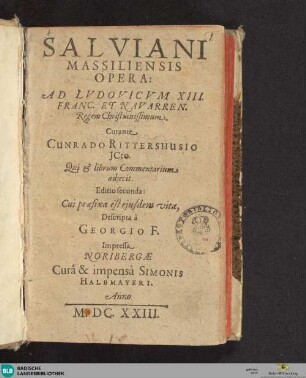 SALVIANI
MASSILIENSIS
OPERA:
AD LVDOVICVM XIII.
FRANC. ET NAVARREN.
Regem Christianissimum,
Curante
CUNRADO RITTERSHUSIO
JCto.
Qui & librum Commentarium
adjecit.
Editio secunda:
Cui præfixa est ejusdem vita,
Descripta à
GEORGIO F.
Impressa
NORIBERGÆ
Curâ & impensâ SIMONIS
HALBMAYERI.
Anno
M.DC.XXIII.
BLB
BADISCHE
LANDESBIBLIOTHEK